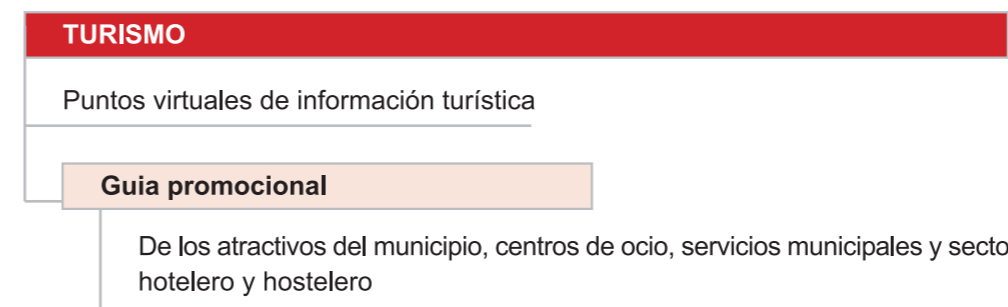 TURISMO
Puntos virtuales de información turística
Guia promocional
De los atractivos del municipio, centros de ocio, servicios municipales y secto
hotelero y hostelero